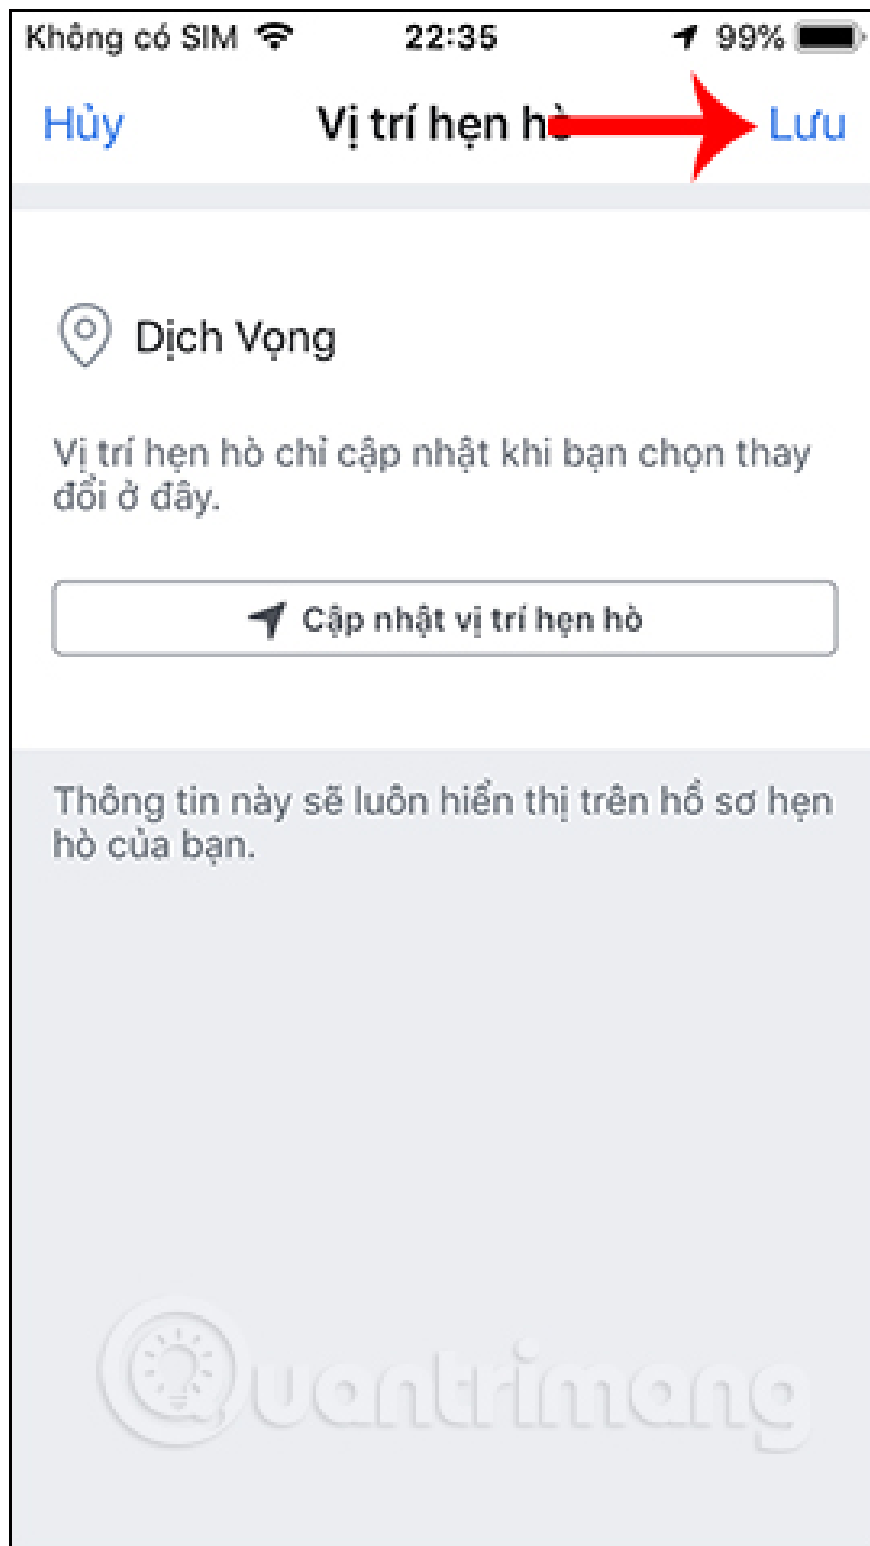 Không có SIM 22:35 99%
Hủy Vị trí hẹn hò Lưu
Dịch Vọng
Vị trí hẹn hò chỉ cập nhật khi bạn chọn thay
đổi ở đây.
Cập nhật vị trí hẹn hò
Thông tin này sẽ luôn hiển thị trên hồ sơ hẹn
hò của bạn.
Quantrimang